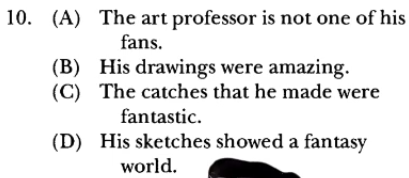 10. (A) The art professor is not one of his
fans.
(B) His drawings were amazing.
(C) The catches that he made were
fantastic.
(D) His sketches showed a fantasy
world.